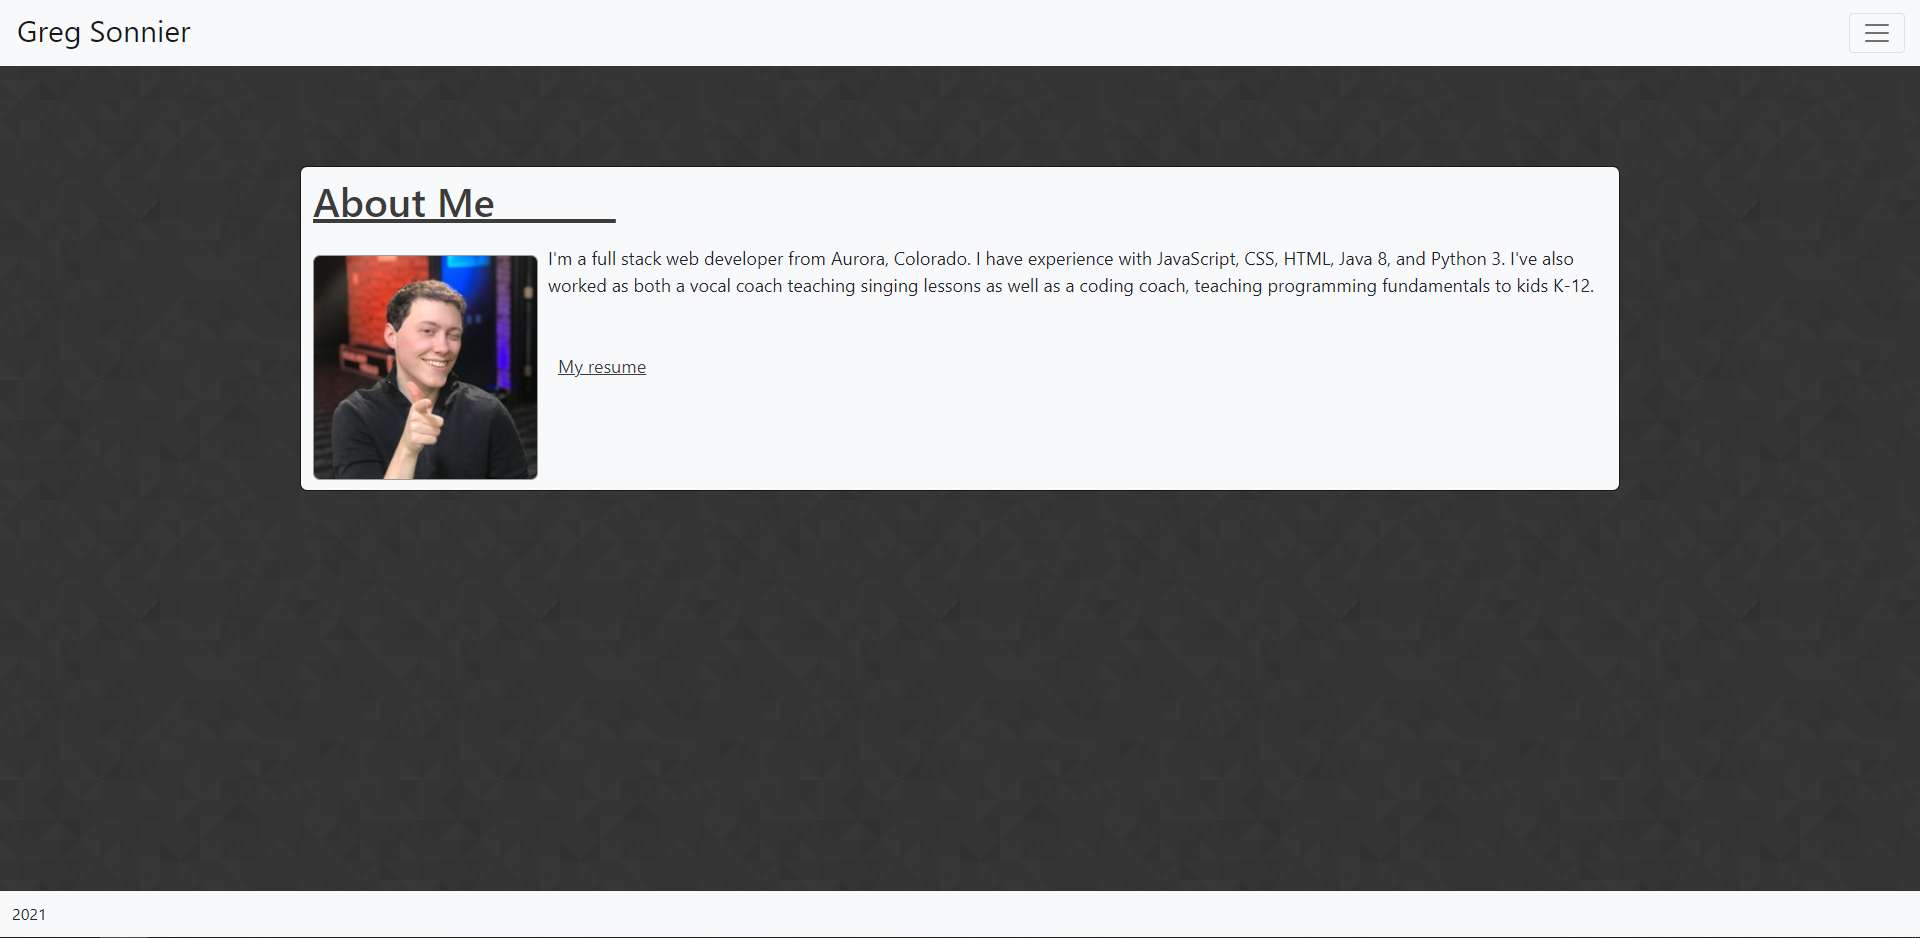 Greg Sonnier
About Me
I'm a full stack web developer from Aurora, Colorado. I have experience with JavaScript, CSS, HTML, Java 8, and Python 3. I've also
worked as both a vocal coach teaching singing lessons as well as a coding coach, teaching programming fundamentals to kids K-12.
My resume
2021